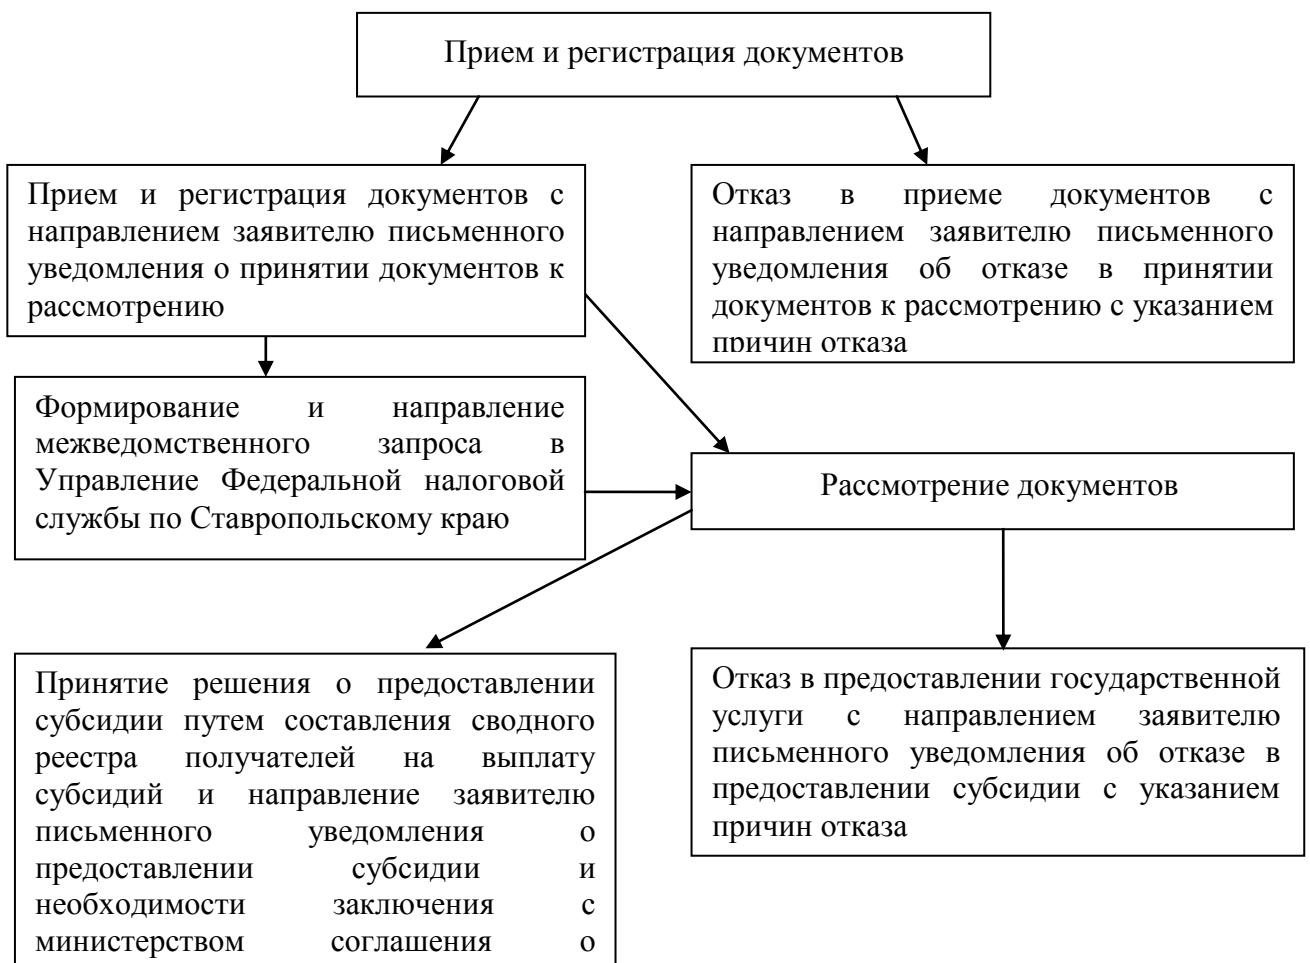 Прием и регистрация документов
Прием и регистрация документов с
направлением заявителю письменного
уведомления о принятии документов к
рассмотрению
Отказ в приеме документов с
направлением заявителю письменного
уведомления об отказе в принятии
документов к рассмотрению с указанием
причин отказа
Формирование и направление
межведомственного запроса в
Управление Федеральной налоговой
службы по Ставропольскому краю
Рассмотрение документов
Принятие решения о предоставлении
субсидии путем составления сводного
реестра получателей на выплату
субсидий и направление заявителю
письменного уведомления о
предоставлении субсидии и
необходимости заключения с
министерством соглашения о
Отказ в предоставлении государственной
услуги с направлением заявителю
письменного уведомления об отказе в
предоставлении субсидии с указанием
причин отказа